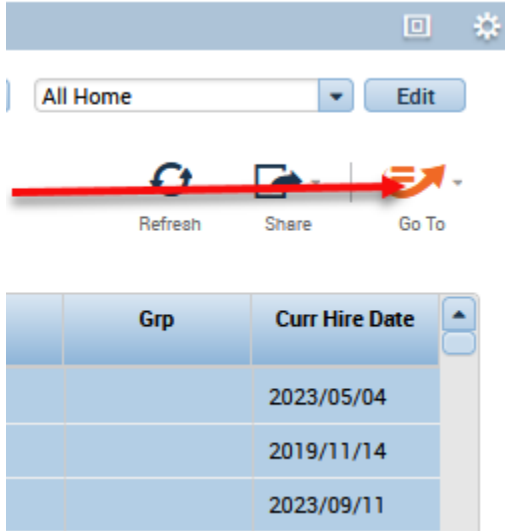 All Home Edit
Refresh Share Go To
Grp Curr Hire Date
2023/05/04
2019/11/14
2023/09/11